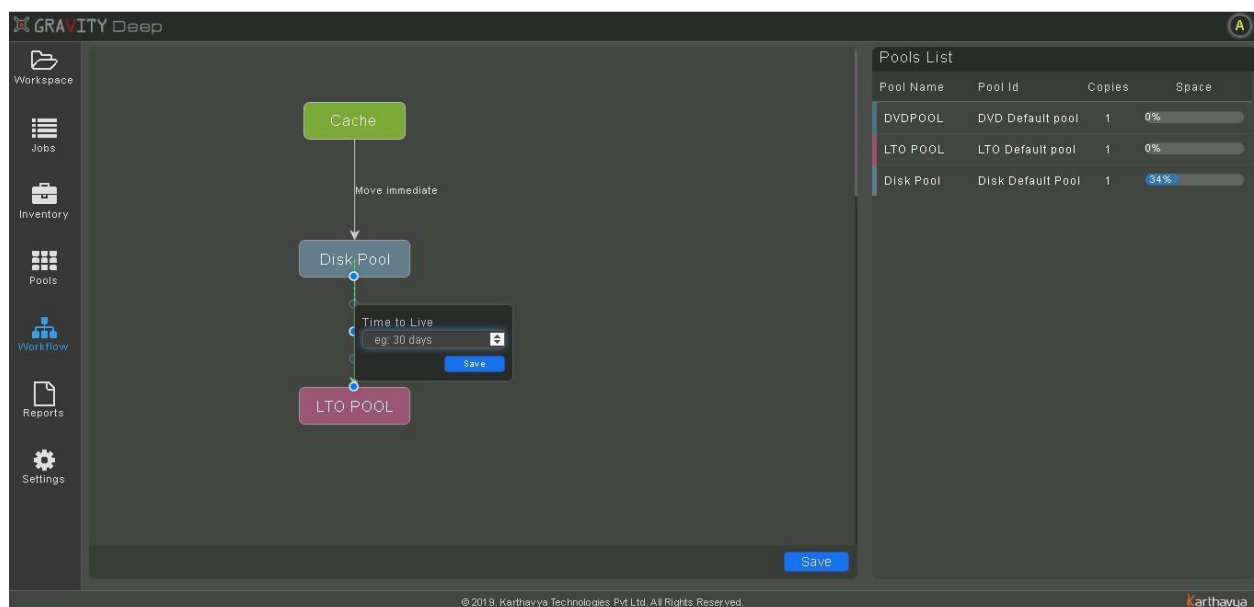 GRAVITY Deep
A
Workspace
Jobs
Inventory
Pools
Workflow
Reports
Settings
Cache
Move immediate
Disk Pool
Time to Live
eg: 30 days
Save
LTO POOL
Save
Pools List
Pool Name Pool Id Copies Space
DVDPOOL DVD Default pool 1 0%
LTO POOL LTO Default pool 1 0%
Disk Pool Disk Default Pool 1 34%
© 2019. Karthavya Technologies Pvt Ltd. All Rights Reserved.
Karthavya